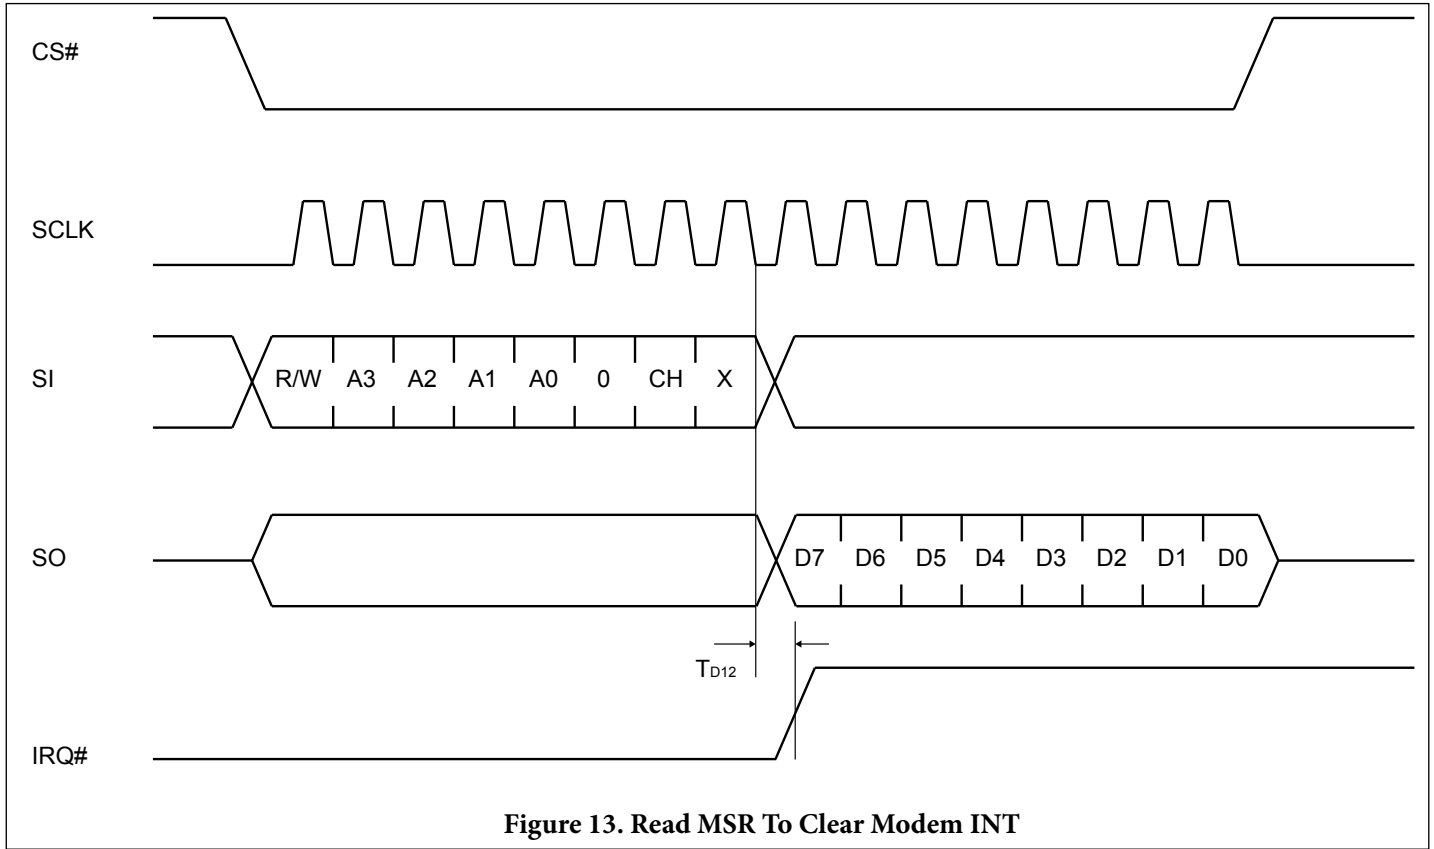 CS#
SCLK
SI
R/W A3 A2 A1 A0 0 CH X
SO
D7 D6 D5 D4 D3 D2 D1 D0
TD12
IRQ#
Figure 13. Read MSR To Clear Modem INT